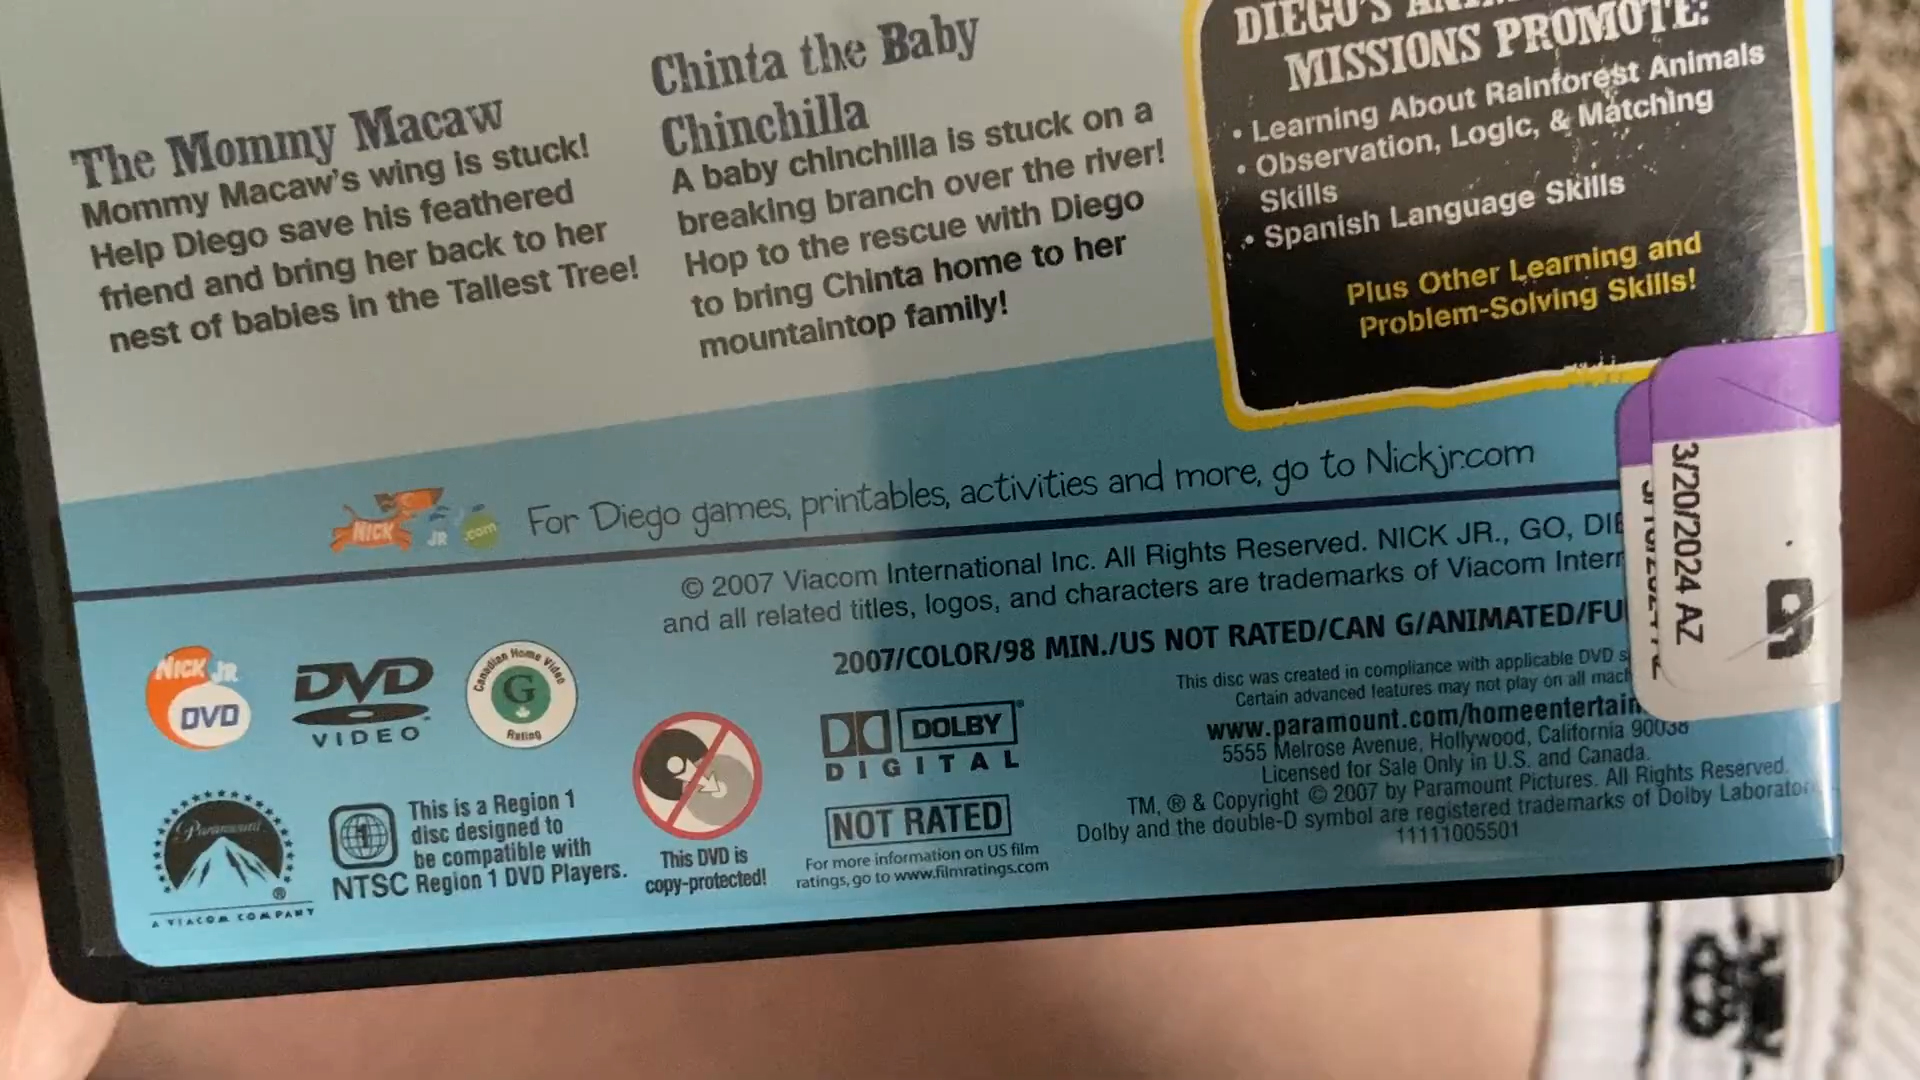 The Mommy Macaw
Mommy Macaw's wing is stuck!
Help Diego save his feathered
friend and bring her back to her
nest of babies in the Tallest Tree!
Chinta the Baby
Chinchilla
A baby chinchilla is stuck on a
breaking branch over the river!
Hop to the rescue with Diego
to bring Chinta home to her
mountaintop family!
DIEGO'S
MISSIONS PROMOTE:
• Learning About Rainforest Animals
• Observation, Logic, & Matching
Skills
• Spanish Language Skills
Plus Other Learning and
Problem-Solving Skills!
NICK JR .com
For Diego games, printables, activities and more, go to Nickjr.com
© 2007 Viacom International Inc. All Rights Reserved. NICK JR., GO,
and all related titles, logos, and characters are trademarks of Viacom
2007/COLOR/98 MIN./US NOT RATED/CAN G/ANIMATED/
This disc was created in compliance with applicable DVD
Certain advanced features may not play on all
www.paramount.com/homeentertain
5555 Melrose Avenue, Hollywood, California 90038
Licensed for Sale Only in U.S. and Canada.
TM, ® & Copyright © 2007 by Paramount Pictures. All Rights Reserved.
Dolby and the double-D symbol are registered trademarks of Dolby
11111005501
3/20/2024 AZ
NICK JR
DVD
DVD
VIDEO
Canadian Home Video
G
Rating
Paramount
®
A VIACOM COMPANY
NTSC
This is a Region 1
disc designed to
be compatible with
Region 1 DVD Players.
This DVD is
copy-protected!
DOLBY
DIGITAL
NOT RATED
For more information on US film
ratings, go to www.filmratings.com